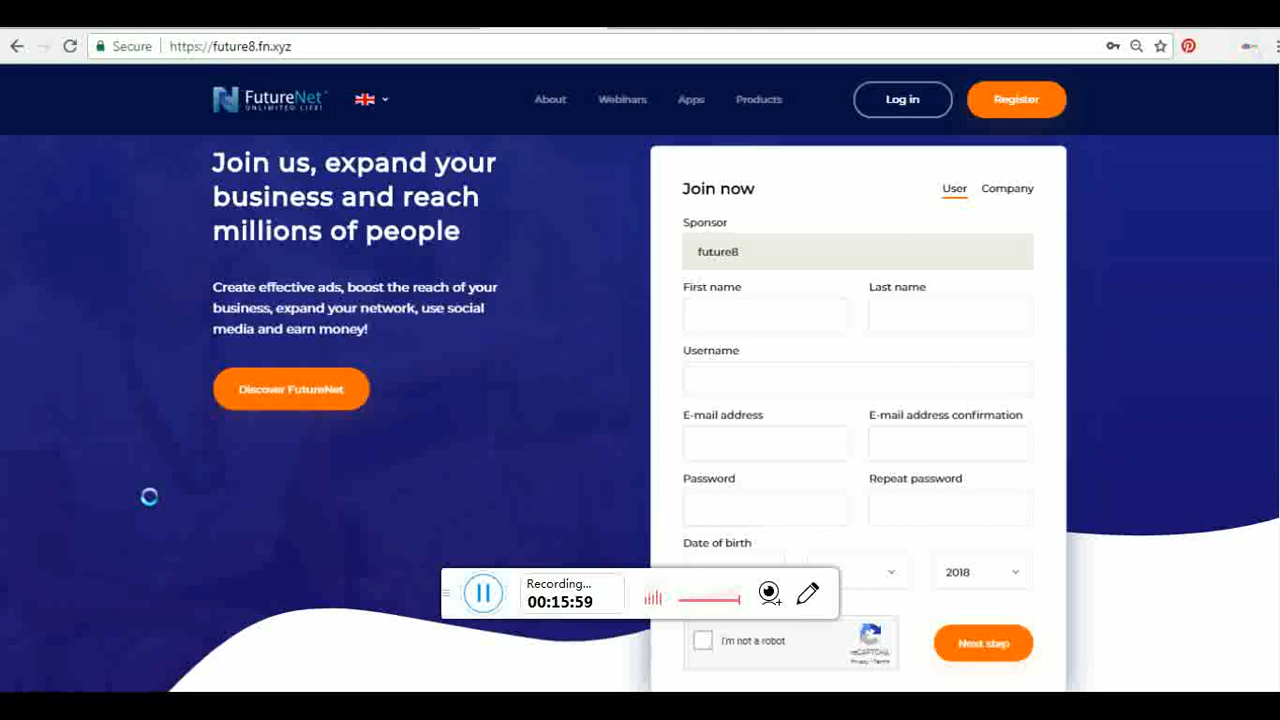 Secure
https://future8.fn.xyz
FutureNet
UNLIMITED LIFE!
About
Webinars
Apps
Products
Log in
Register
Join us, expand your
business and reach
millions of people
Create effective ads, boost the reach of your
business, expand your network, use social
media and earn money!
Discover FutureNet
Join now
User
Company
Sponsor
future8
First name
Last name
Username
E-mail address
E-mail address confirmation
Password
Repeat password
Date of birth
2018
Recording...
00:15:59
I'm not a robot
reCAPTCHA
Privacy - Terms
Next step